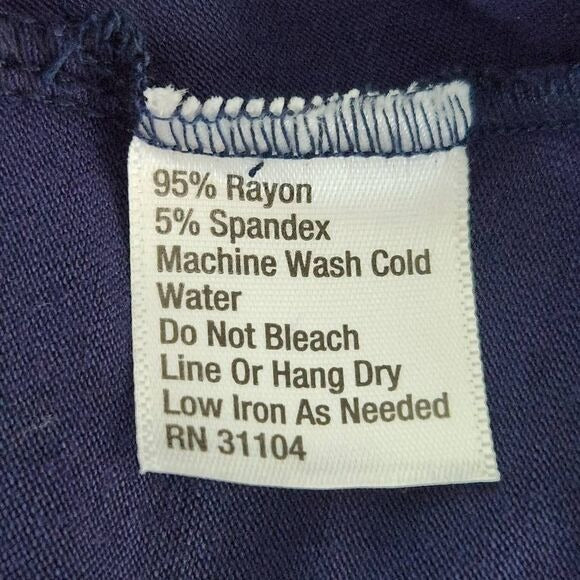 95% Rayon
5% Spandex
Machine Wash Cold
Water
Do Not Bleach
Line Or Hang Dry
Low Iron As Needed
RN 31104